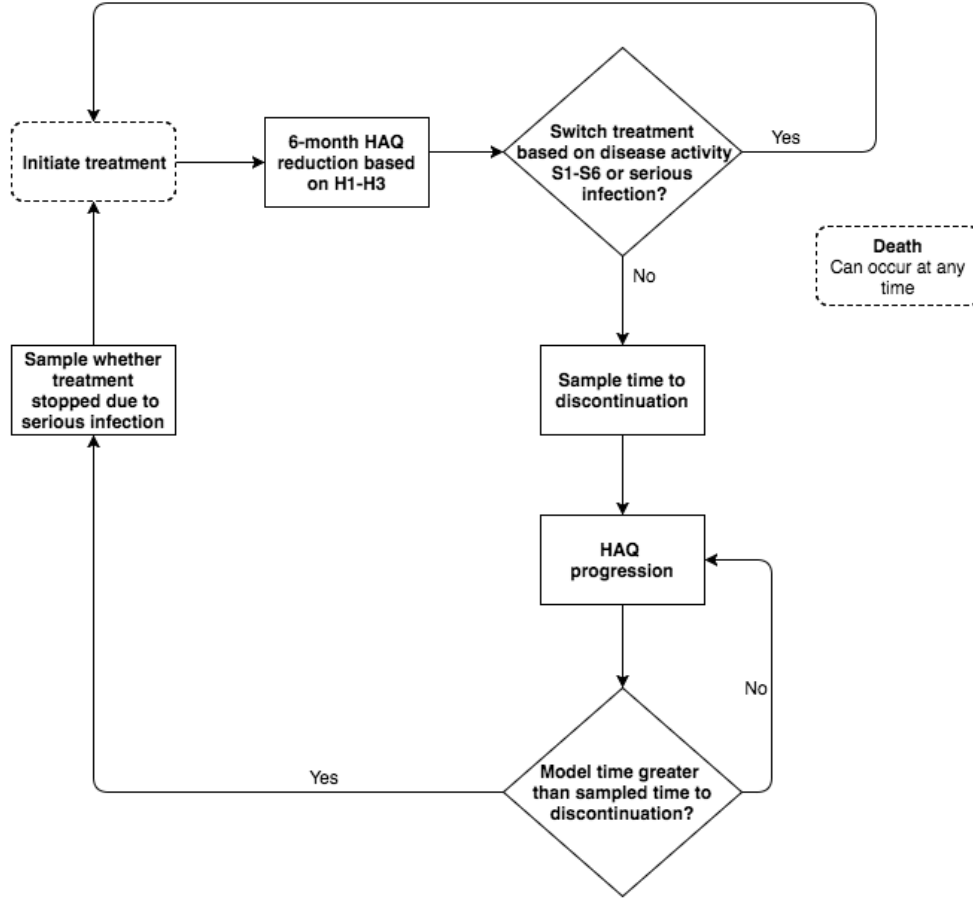 Initiate treatment
6-month HAQ
reduction based
on H1-H3
Switch treatment
based on disease activity
S1-S6 or serious
infection?
Yes
No
Death
Can occur at any
time
Sample whether
treatment
stopped due to
serious infection
Sample time to
discontinuation
HAQ
progression
No
Model time greater
than sampled time to
discontinuation?
Yes